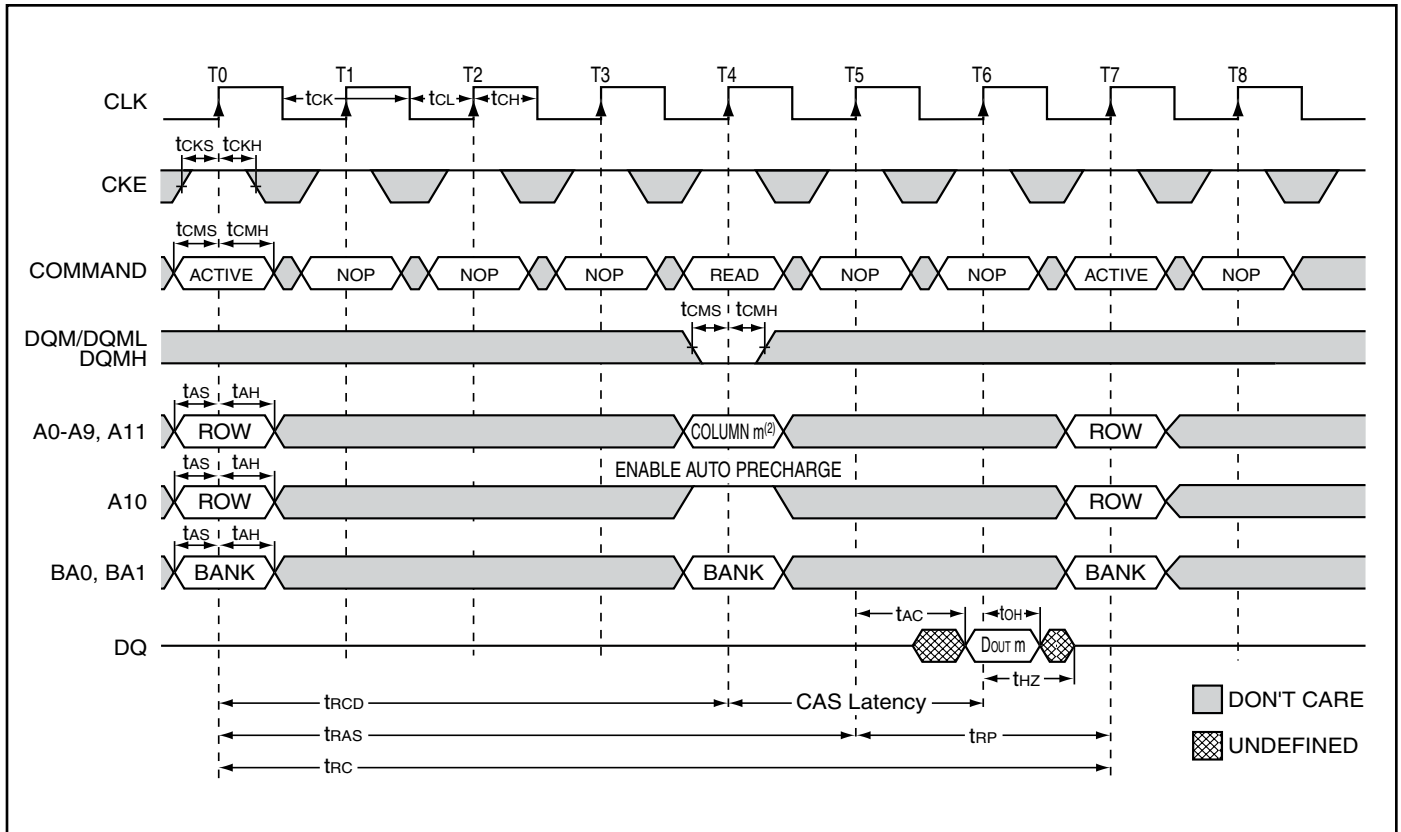 T0 T1 T2 T3 T4 T5 T6 T7 T8
CLK tCK tCL tCH
tCKS tCKH
CKE
tCMS tCMH
COMMAND ACTIVE NOP NOP NOP READ NOP NOP ACTIVE NOP
tCMS tCMH
DQM/DQML
DQMH
tAS tAH
A0-A9, A11 ROW COLUMN m(2) ROW
tAS tAH ENABLE AUTO PRECHARGE
A10 ROW ROW
tAS tAH
BA0, BA1 BANK BANK BANK
tAC tOH
DQ DOUT m
tHZ
tRCD CAS Latency DON'T CARE
tRAS tRP
UNDEFINED
tRC